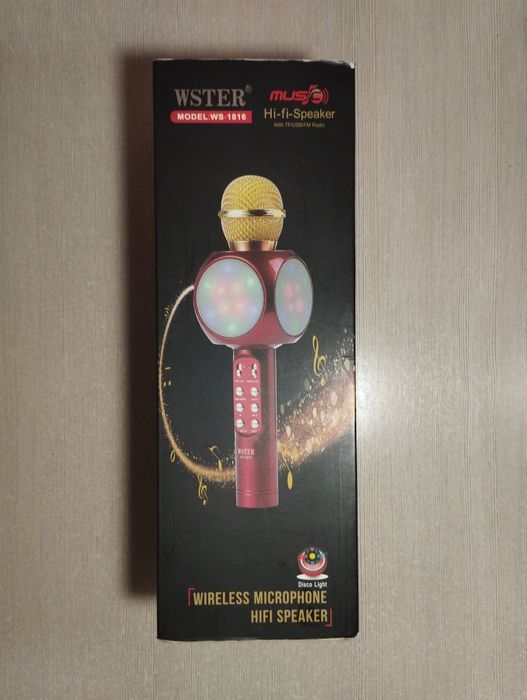 WSTER®
MODEL:WS-1816
music
Hi-fi-Speaker
With TF/USB/FM Radio
WSTER
Disco Light
WIRELESS MICROPHONE
HIFI SPEAKER